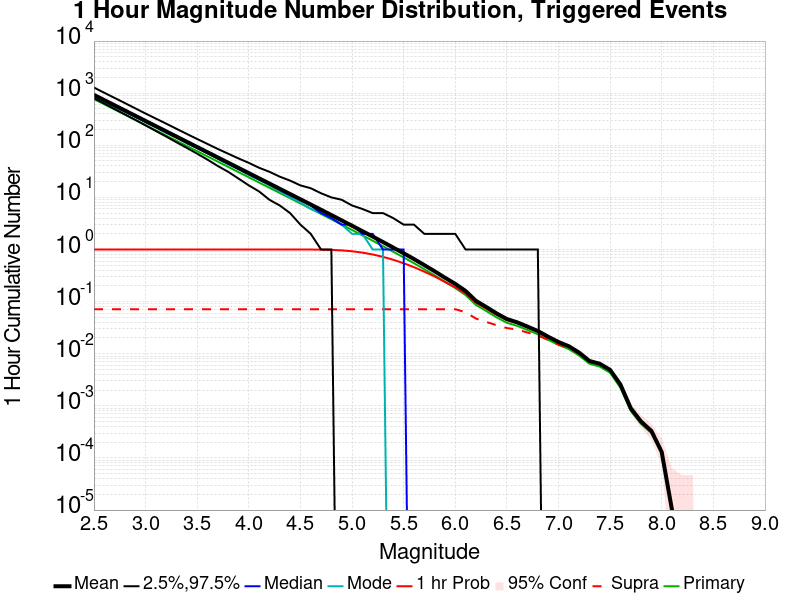 1 Hour Magnitude Number Distribution, Triggered Events
1 Hour Cumulative Number
10^4
10^3
10^2
10^1
10^0
10^-1
10^-2
10^-3
10^-4
10^-5
2.5 3.0 3.5 4.0 4.5 5.0 5.5 6.0 6.5 7.0 7.5 8.0 8.5 9.0
Magnitude
Mean 2.5%,97.5% Median Mode 1 hr Prob 95% Conf Supra Primary